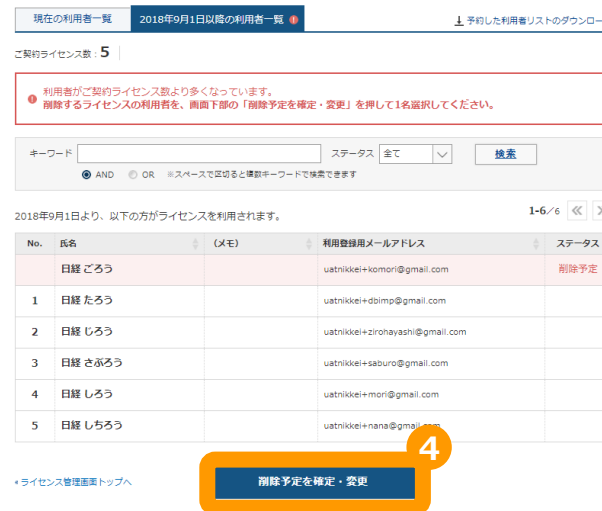 現在の利用者一覧 2018年9月1日以降の利用者一覧 !
予約した利用者リストのダウンロー
ご契約ライセンス数：5
! 利用者がご契約ライセンス数より多くなっています。
削除するライセンスの利用者を、画面下部の「削除予定を確定・変更」を押して1名選択してください。
キーワード ステータス 全て 検索
AND OR ※スペースで区切ると複数キーワードで検索できます
2018年9月1日より、以下の方がライセンスを利用されます。 1-6／6 《
No. 氏名 （メモ） 利用登録用メールアドレス ステータス
日経 ごろう uatnikkei+komori@gmail.com 削除予定
1 日経 たろう uatnikkei+dbimp@gmail.com
2 日経 じろう uatnikkei+zirohayashi@gmail.com
3 日経 さぶろう uatnikkei+saburo@gmail.com
4 日経 しろう uatnikkei+mori@gmail.com
5 日経 しちろう uatnikkei+nana@gmail.com
4
ライセンス管理画面トップへ 削除予定を確定・変更